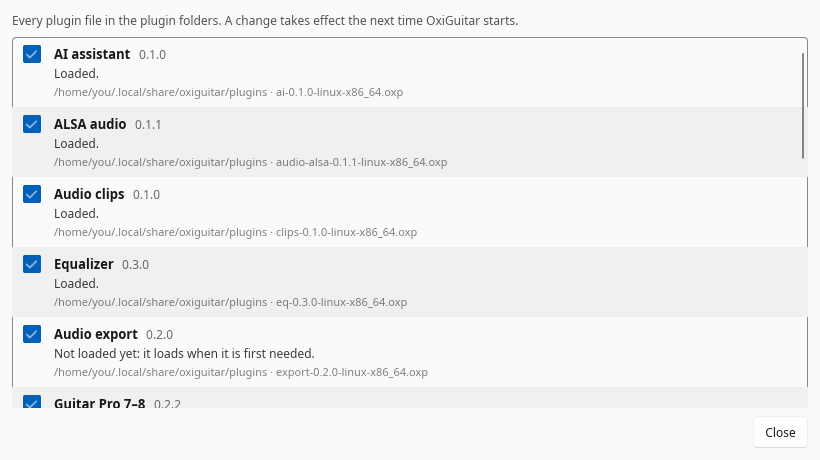 Every plugin file in the plugin folders. A change takes effect the next time OxiGuitar starts.
AI assistant 0.1.0
Loaded.
/home/you/.local/share/oxiguitar/plugins · ai-0.1.0-linux-x86_64.oxp
ALSA audio 0.1.1
Loaded.
/home/you/.local/share/oxiguitar/plugins · audio-alsa-0.1.1-linux-x86_64.oxp
Audio clips 0.1.0
Loaded.
/home/you/.local/share/oxiguitar/plugins · clips-0.1.0-linux-x86_64.oxp
Equalizer 0.3.0
Loaded.
/home/you/.local/share/oxiguitar/plugins · eq-0.3.0-linux-x86_64.oxp
Audio export 0.2.0
Not loaded yet: it loads when it is first needed.
/home/you/.local/share/oxiguitar/plugins · export-0.2.0-linux-x86_64.oxp
Guitar Pro 7–8 0.2.2
Close